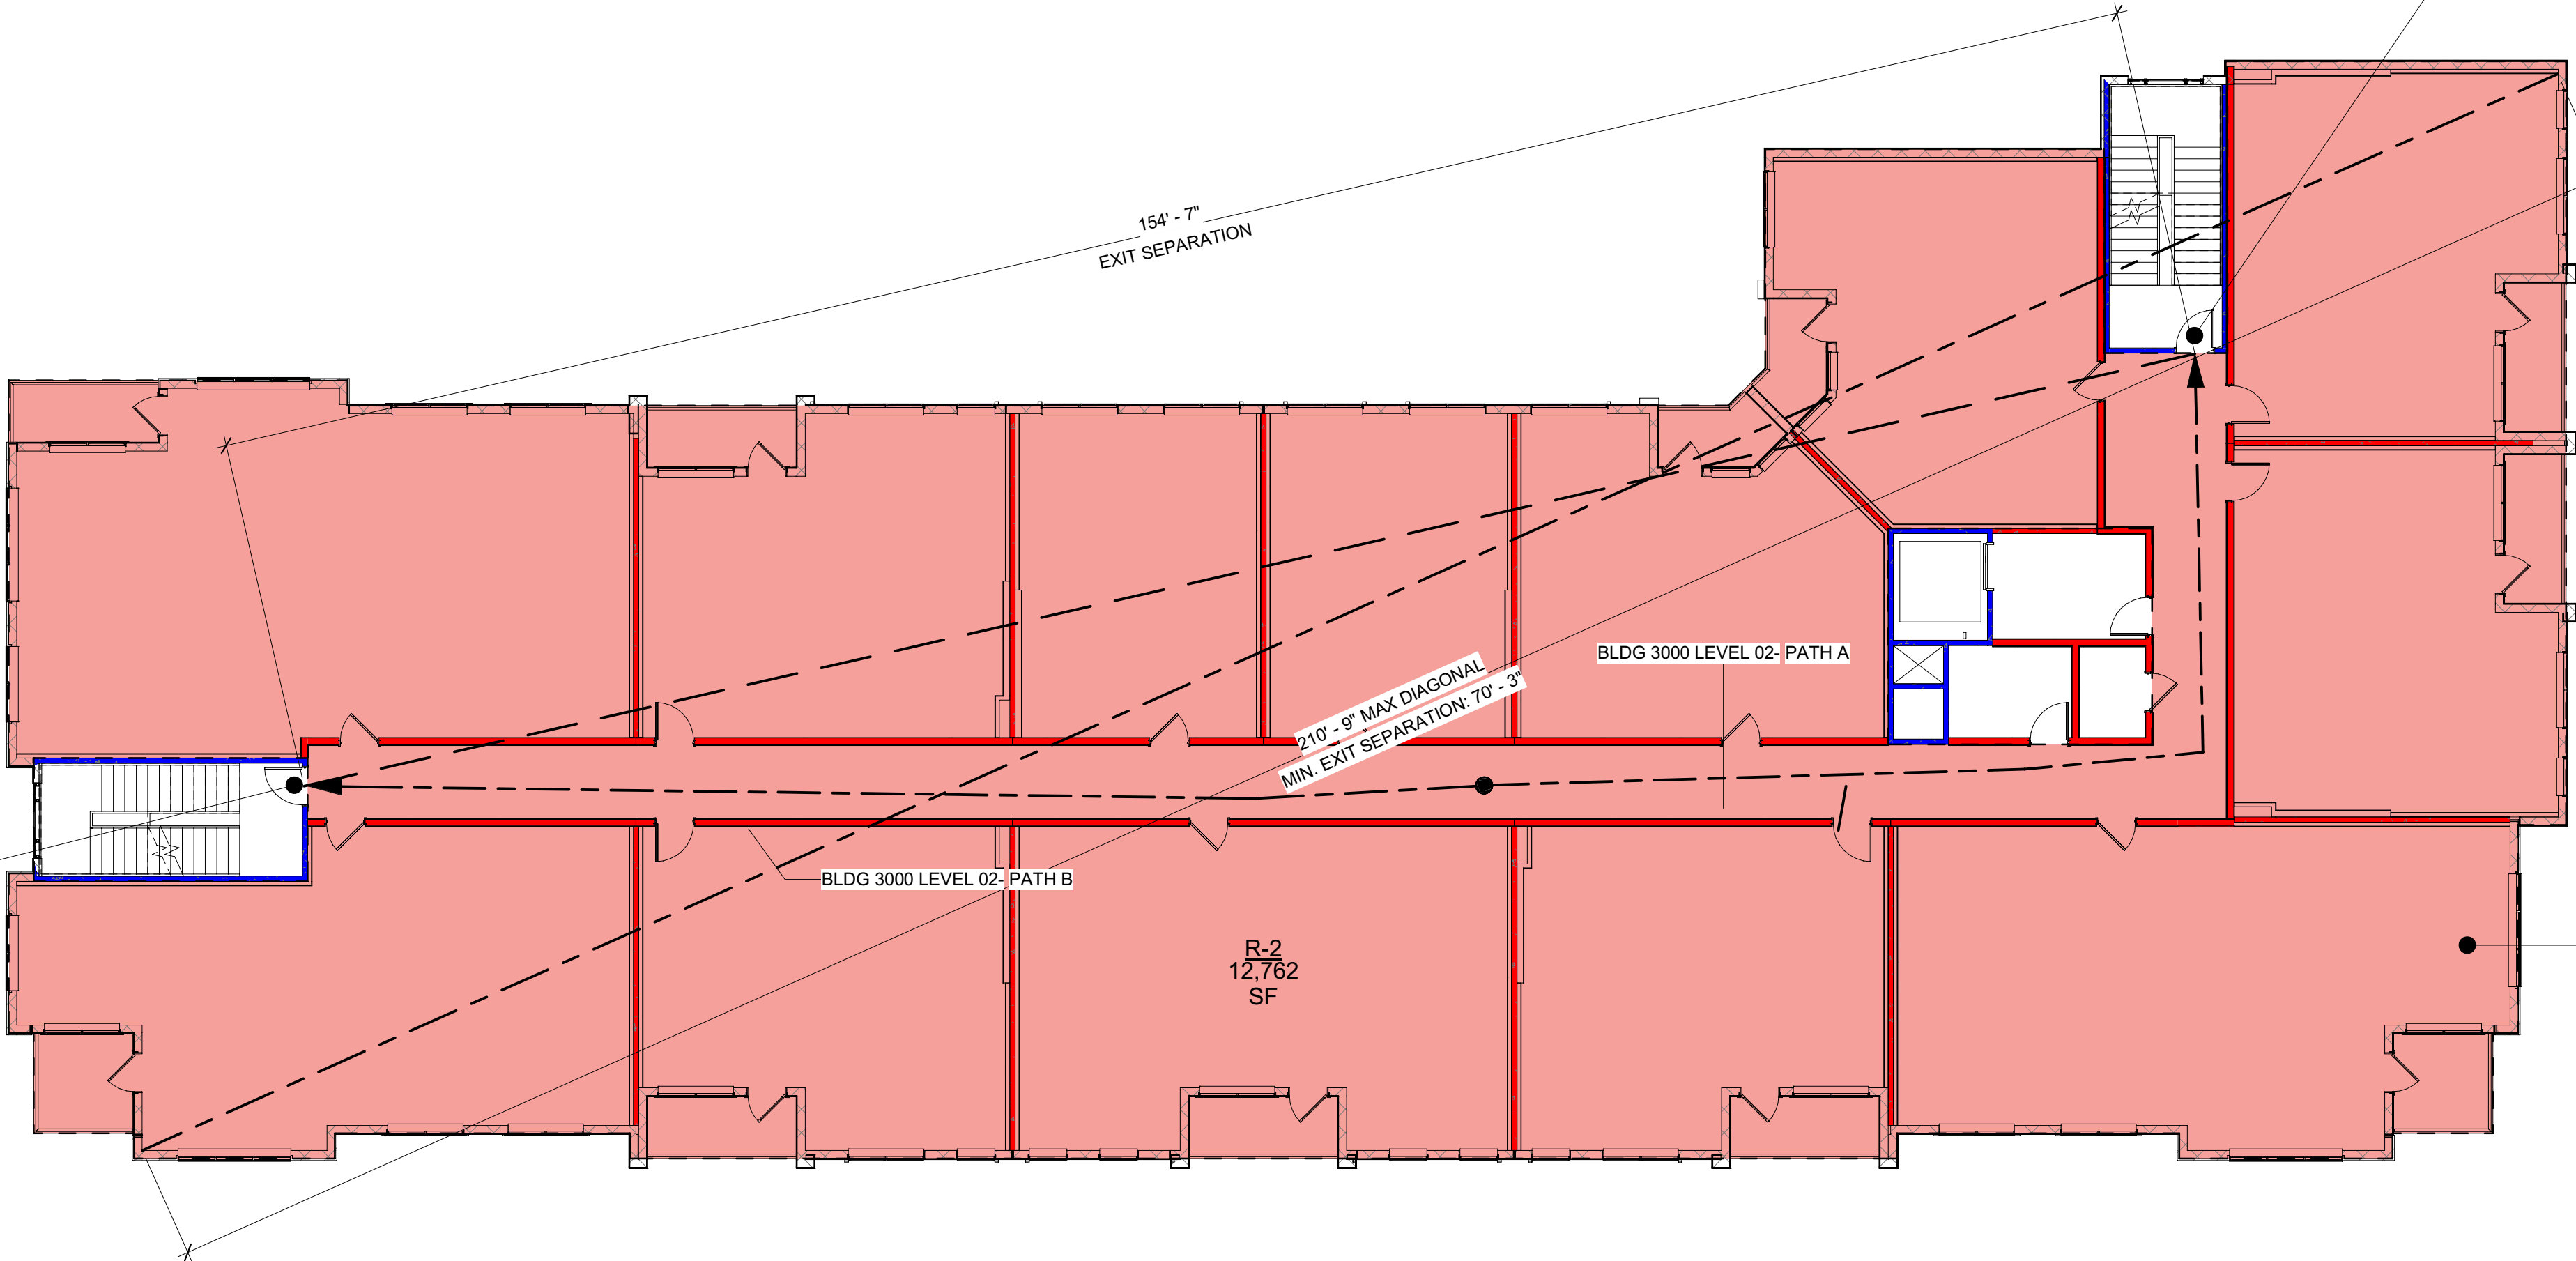 154' - 7"
EXIT SEPARATION
BLDG 3000 LEVEL 02- PATH A
210' - 9" MAX DIAGONAL
MIN. EXIT SEPARATION: 70' - 3"
BLDG 3000 LEVEL 02- PATH B
R-2
12,762
SF